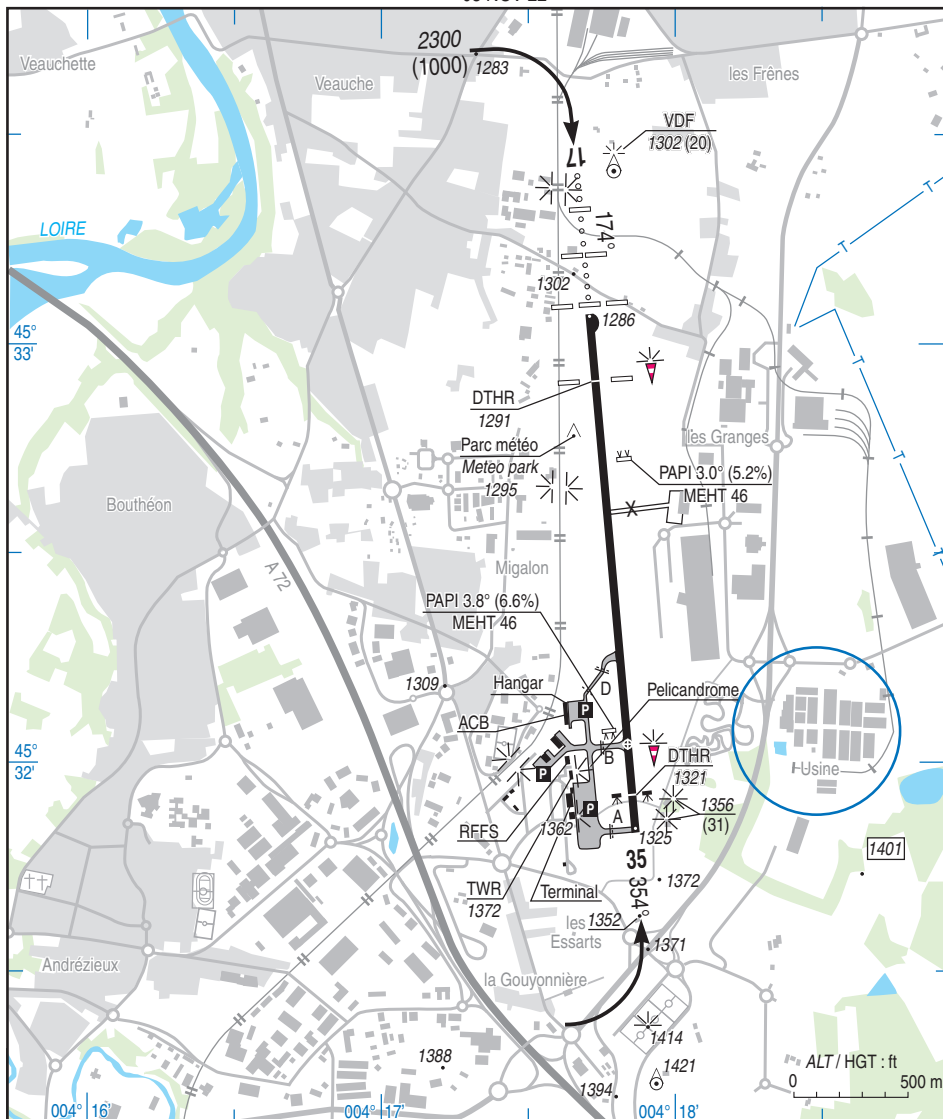 2300
(1000)
1283
Veauchette
Veauche
les Frênes
VDF
1302 (20)
17
174°
LOIRE
1302
1286
45°
33'
DTHR
1291
Parc météo
Meteo park
1295
les Granges
PAPI 3.0° (5.2%)
MEHT 46
Bouthéon
A 72
Migalon
PAPI 3.8° (6.6%)
MEHT 46
1309
Hangar
D
Pelicandrome
ACB
P
B
45°
32'
DTHR
1321
Usine
P
P
A
1356
(31)
RFFS
1362
1325
35
354°
1401
TWR
1372
Terminal
1372
1352
les
Essarts
1371
Andrézieux
la Gouyonnière
1414
1388
1421
1394
ALT / HGT : ft
0
500 m
004° 16'
004° 17'
004° 18'
T
T
T
T